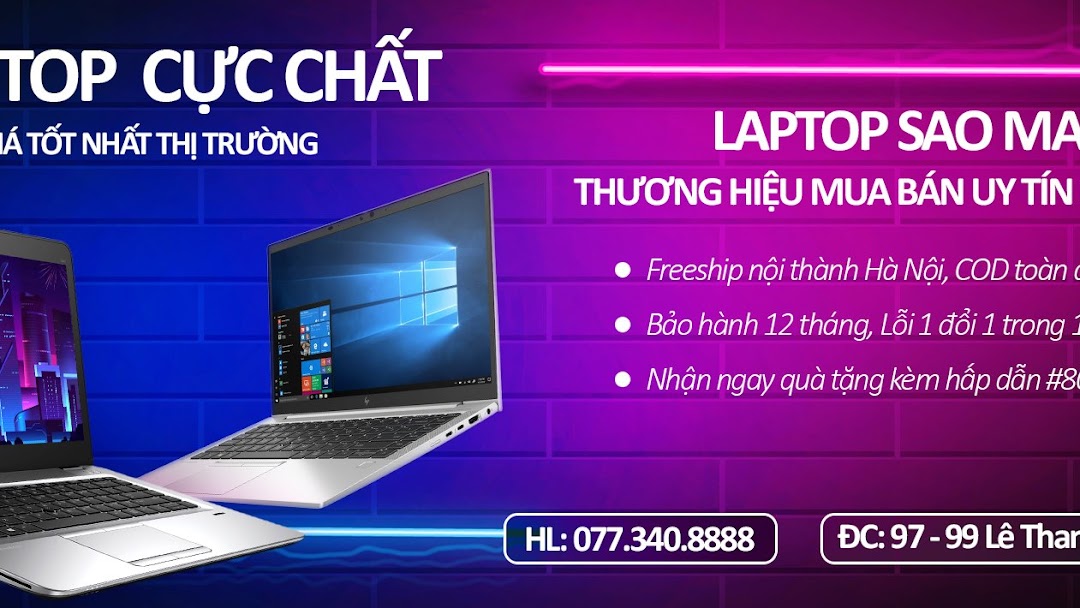 TOP CỰC CHẤT
IÁ TỐT NHẤT THỊ TRƯỜNG
LAPTOP SAO MA
THƯƠNG HIỆU MUA BÁN UY TÍN
Freeship nội thành Hà Nội, COD toàn
Bảo hành 12 tháng, Lỗi 1 đổi 1 trong 1
Nhận ngay quà tặng kèm hấp dẫn #80
HL: 077.340.8888
ĐC: 97 - 99 Lê Than